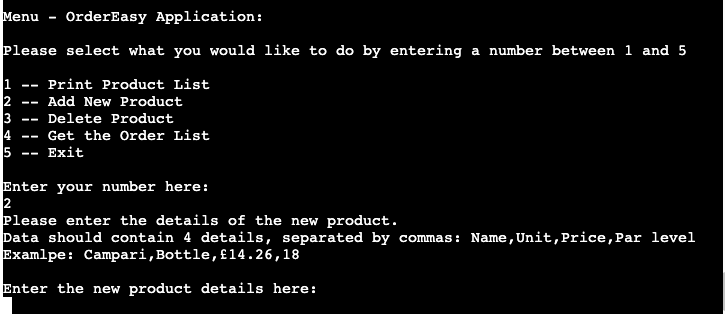 Menu - OrderEasy Application:
Please select what you would like to do by entering a number between 1 and 5
1 -- Print Product List
2 -- Add New Product
3 -- Delete Product
4 -- Get the Order List
5 -- Exit
Enter your number here:
2
Please enter the details of the new product.
Data should contain 4 details, separated by commas: Name,Unit,Price,Par level
Examlpe: Campari,Bottle,£14.26,18
Enter the new product details here: